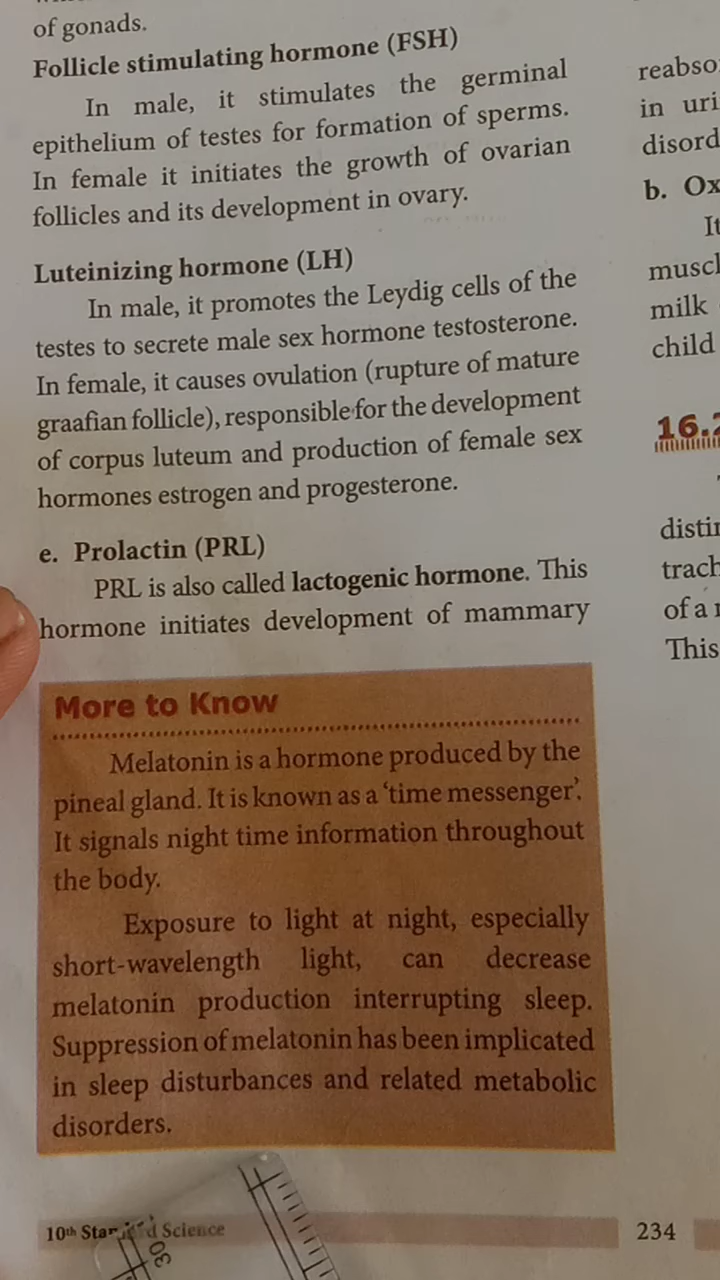 of gonads.
Follicle stimulating hormone (FSH)
In male, it stimulates the germinal
epithelium of testes for formation of sperms.
In female it initiates the growth of ovarian
follicles and its development in ovary.
Luteinizing hormone (LH)
In male, it promotes the Leydig cells of the
testes to secrete male sex hormone testosterone.
In female, it causes ovulation (rupture of mature
graafian follicle), responsible for the development
of corpus luteum and production of female sex
hormones estrogen and progesterone.
e. Prolactin (PRL)
PRL is also called lactogenic hormone. This
hormone initiates development of mammary
More to Know
Melatonin is a hormone produced by the
pineal gland. It is known as a 'time messenger'.
It signals night time information throughout
the body.
Exposure to light at night, especially
short-wavelength light, can decrease
melatonin production interrupting sleep.
Suppression of melatonin has been implicated
in sleep disturbances and related metabolic
disorders.
10th Standard Science
30
234
reabso
in uri
disord
b. Ox
It
muscl
milk
child
16.2
distin
trach
of a
This